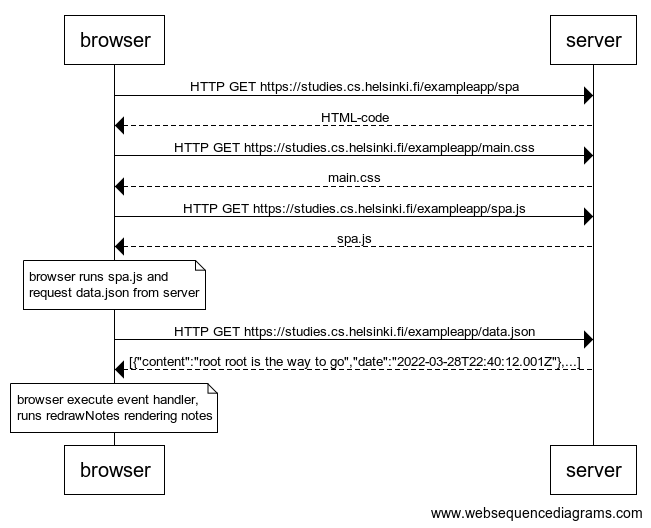 browser
server
HTTP GET https://studies.cs.helsinki.fi/exampleapp/spa
HTML-code
HTTP GET https://studies.cs.helsinki.fi/exampleapp/main.css
main.css
HTTP GET https://studies.cs.helsinki.fi/exampleapp/spa.js
spa.js
browser runs spa.js and
request data.json from server
HTTP GET https://studies.cs.helsinki.fi/exampleapp/data.json
[{"content":"root root is the way to go","date":"2022-03-28T22:40:12.001Z"},...]
browser execute event handler,
runs redrawNotes rendering notes
browser
server
www.websequencediagrams.com